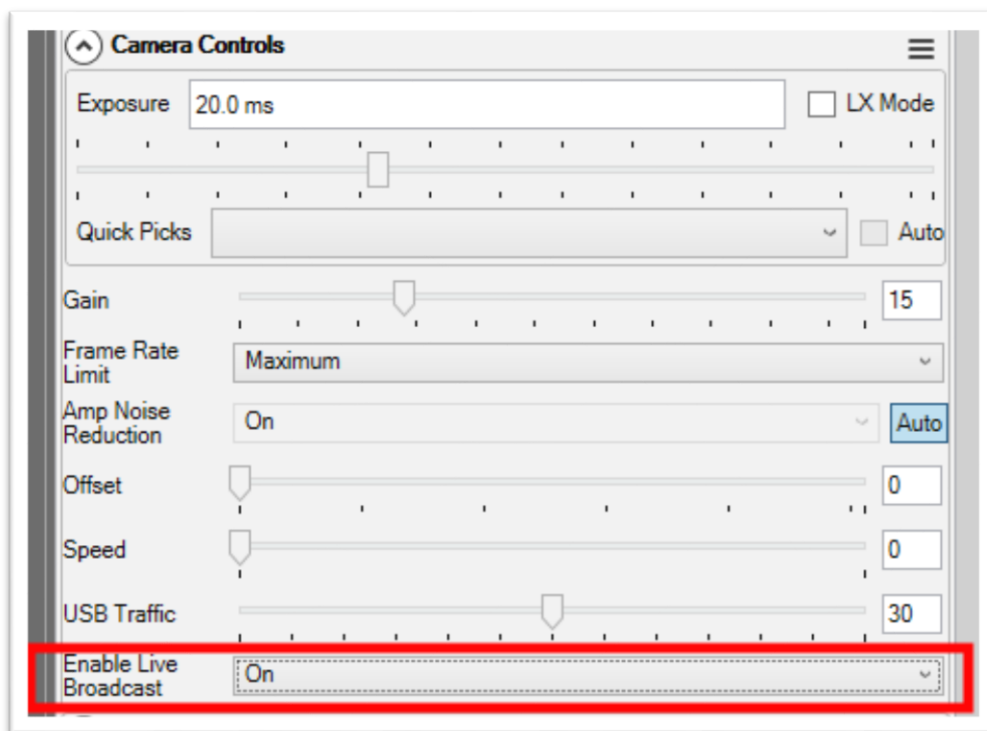 Camera Controls
Exposure 20.0 ms LX Mode
Quick Picks Auto
Gain 15
Frame Rate
Limit
Maximum
Amp Noise
Reduction
On Auto
Offset 0
Speed 0
USB Traffic 30
Enable Live
Broadcast
On